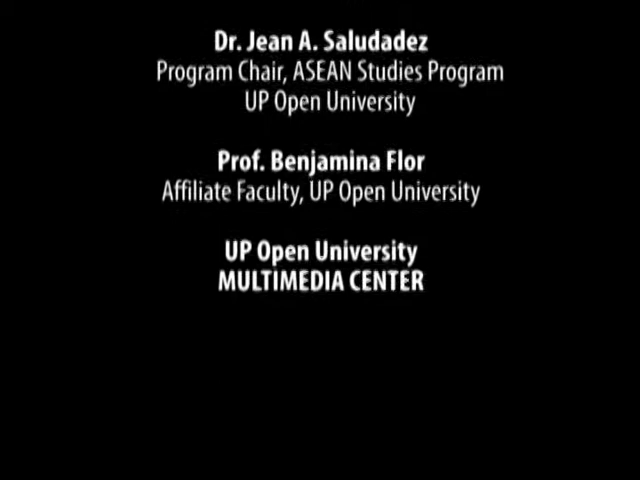 Dr. Jean A. Saludadez
Program Chair, ASEAN Studies Program
UP Open University
Prof. Benjamina Flor
Affiliate Faculty, UP Open University
UP Open University
MULTIMEDIA CENTER